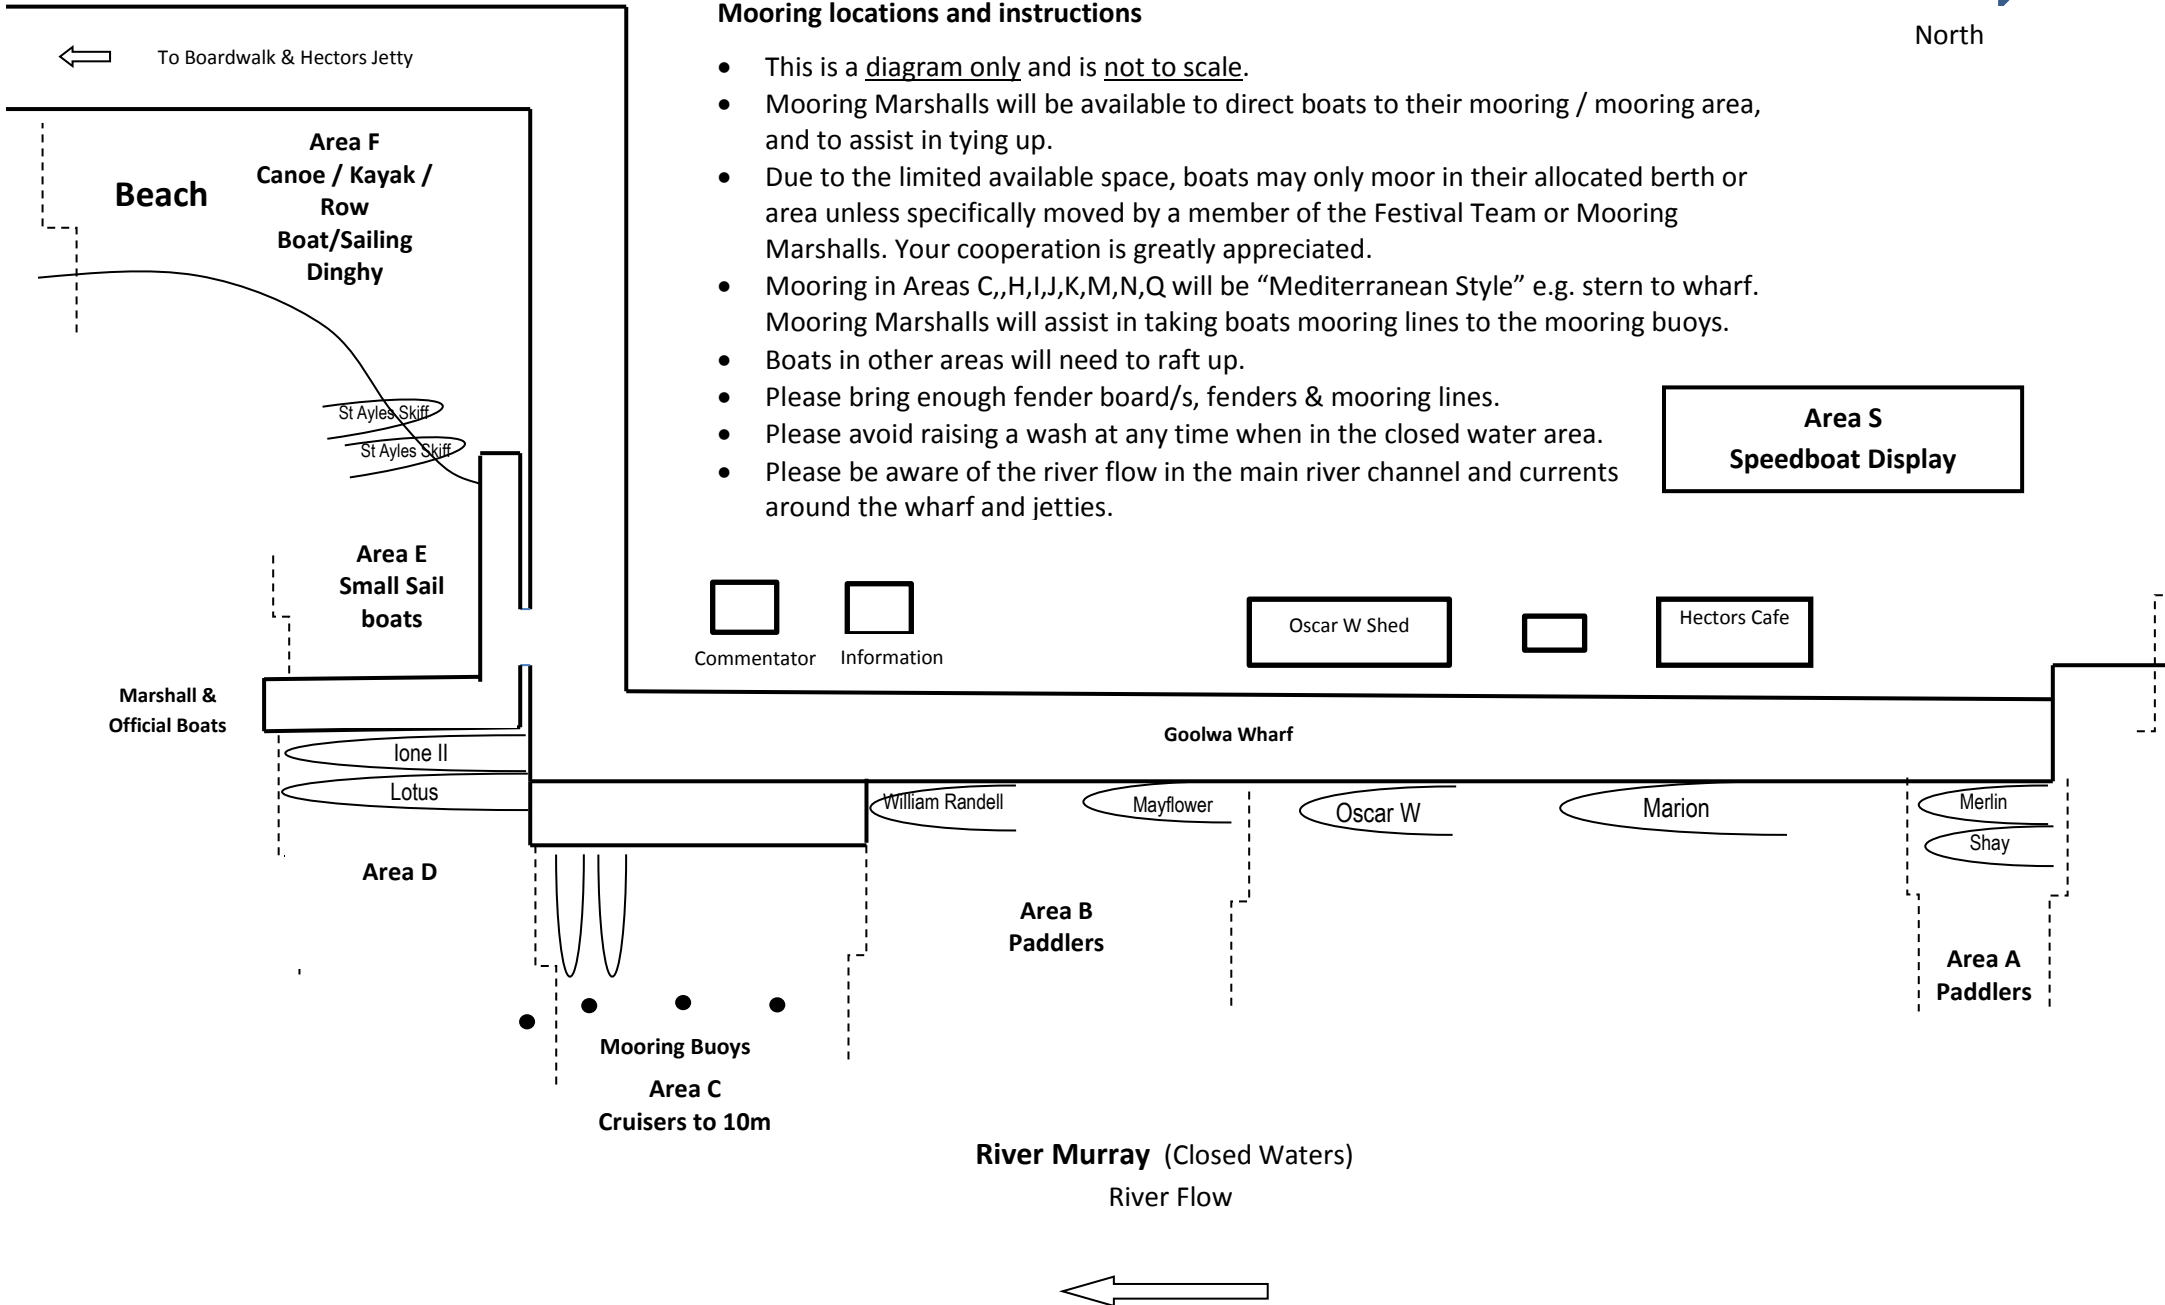 Mooring locations and instructions
North
To Boardwalk & Hectors Jetty
• This is a diagram only and is not to scale.
• Mooring Marshalls will be available to direct boats to their mooring / mooring area,
and to assist in tying up.
• Due to the limited available space, boats may only moor in their allocated berth or
area unless specifically moved by a member of the Festival Team or Mooring
Marshalls. Your cooperation is greatly appreciated.
• Mooring in Areas C,,H,I,J,K,M,N,Q will be “Mediterranean Style” e.g. stern to wharf.
Mooring Marshalls will assist in taking boats mooring lines to the mooring buoys.
• Boats in other areas will need to raft up.
• Please bring enough fender board/s, fenders & mooring lines.
• Please avoid raising a wash at any time when in the closed water area.
• Please be aware of the river flow in the main river channel and currents
around the wharf and jetties.
Beach
Area F
Canoe / Kayak /
Row
Boat/Sailing
Dinghy
St Ayles Skiff
St Ayles Skiff
Area S
Speedboat Display
Area E
Small Sail
boats
Commentator
Information
Oscar W Shed
Hectors Cafe
Marshall &
Official Boats
Goolwa Wharf
Ione II
Lotus
William Randell
Mayflower
Oscar W
Marion
Merlin
Shay
Area D
Area B
Paddlers
Area A
Paddlers
Mooring Buoys
Area C
Cruisers to 10m
River Murray (Closed Waters)
River Flow